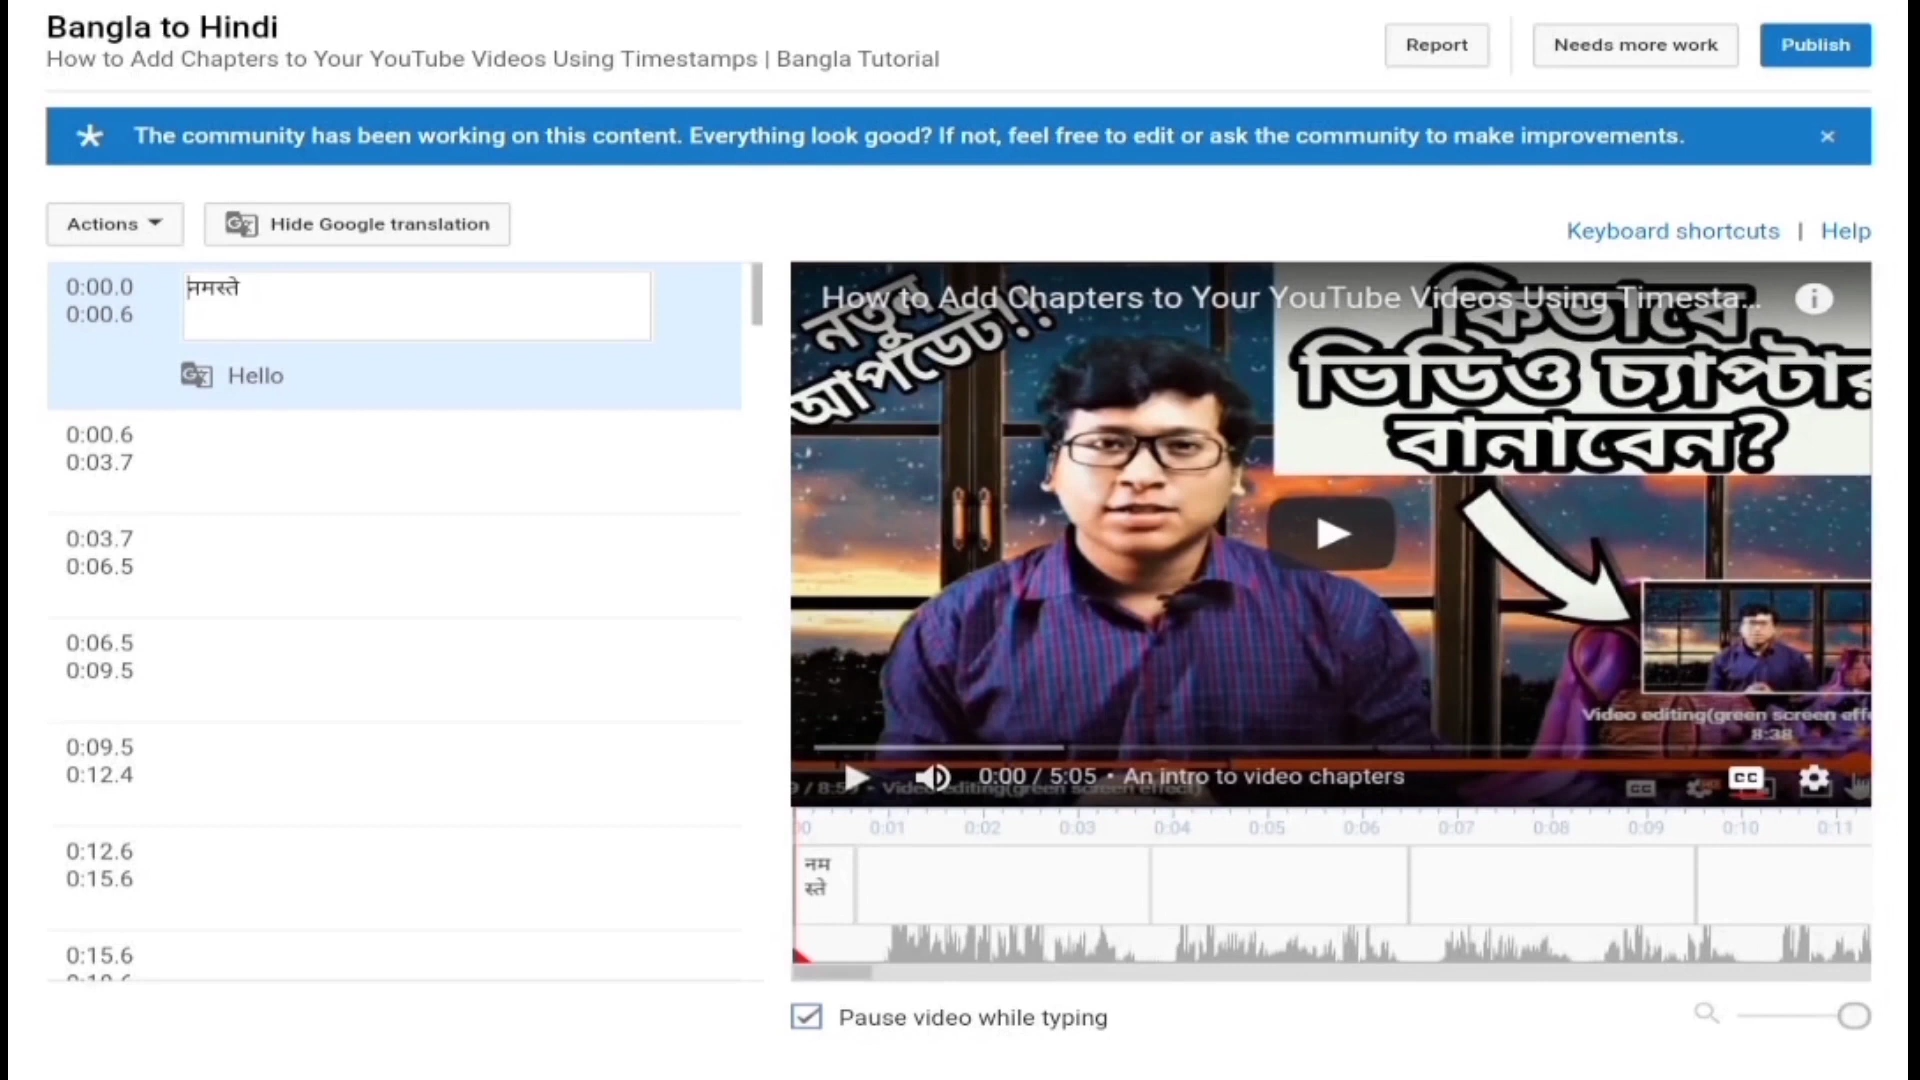 Bangla to Hindi
How to Add Chapters to Your YouTube Videos Using Timestamps | Bangla Tutorial
Report
Needs more work
Publish
The community has been working on this content. Everything look good? If not, feel free to edit or ask the community to make improvements.
Actions
Hide Google translation
Keyboard shortcuts | Help
0:00.0
0:00.6
नमस्ते
Hello
0:00.6
0:03.7
0:03.7
0:06.5
0:06.5
0:09.5
0:09.5
0:12.4
0:12.6
0:15.6
0:15.6
How to Add Chapters to Your YouTube Videos Using Timesta...
নতুন
আপডেট!!
কিভাবে
ভিডিও চ্যাপ্টার
বানাবেন?
Video editing(green screen eff
8:38
0:00 / 5:05 • An intro to video chapters
Video editing(green screen effect)
0:01 0:02 0:03 0:04 0:05 0:06 0:07 0:08 0:09 0:10 0:11
नम
स्ते
Pause video while typing